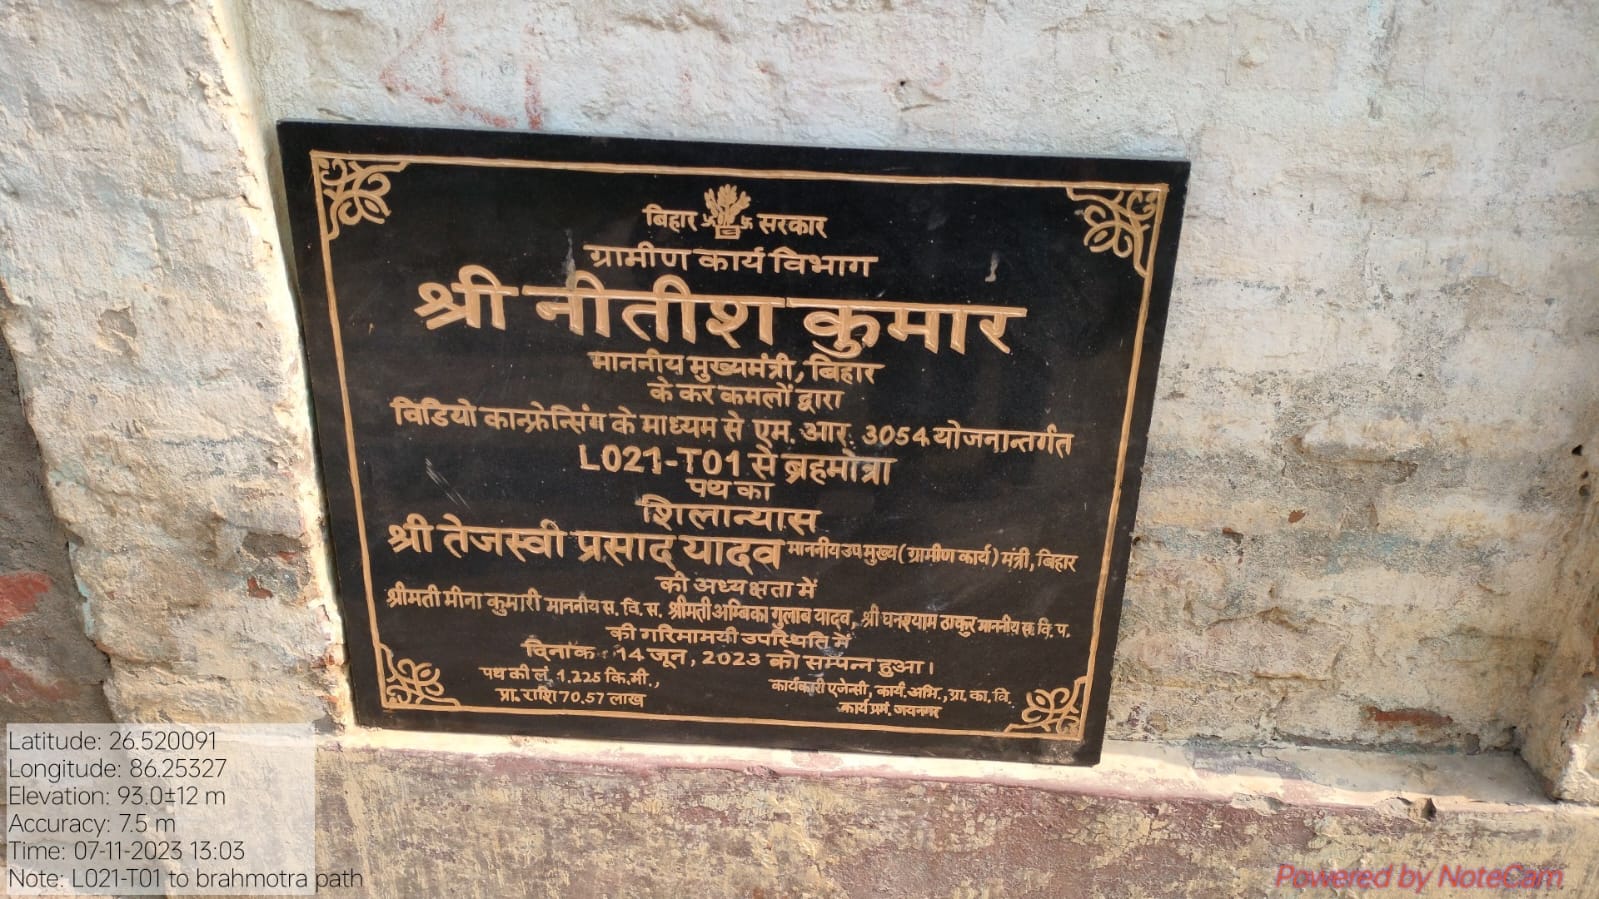 बिहार सरकार
ग्रामीण कार्य विभाग
श्री नीतीश कुमार
माननीय मुख्यमंत्री, बिहार
के कर कमलों द्वारा
विडियो कान्फ्रेन्सिंग के माध्यम से एम. आर. 3054 योजनान्तर्गत
L021-T01 से ब्रहमोत्रा
पथ का
शिलान्यास
श्री तेजस्वी प्रसाद यादव माननीय उप मुख्य (ग्रामीण कार्य) मंत्री, बिहार
की अध्यक्षता में
श्रीमती मीना कुमारी माननीय स. वि. स. श्रीमती अम्बिका गुलाब यादव, श्री घनश्याम ठाकुर माननीय स. वि. प.
की गरिमामयी उपस्थिति में
दिनांक : 14 जून, 2023 को सम्पन्न हुआ।
पथ की लं. 1.225 कि.मी.,
प्रा. राशि 70.57 लाख
कार्यकारी एजेन्सी, कार्य. अभि., ग्रा. का. वि.
कार्य प्रम. जयनगर
Latitude: 26.520091
Longitude: 86.25327
Elevation: 93.0±12 m
Accuracy: 7.5 m
Time: 07-11-2023 13:03
Note: L021-T01 to brahmotra path
Powered by NoteCam